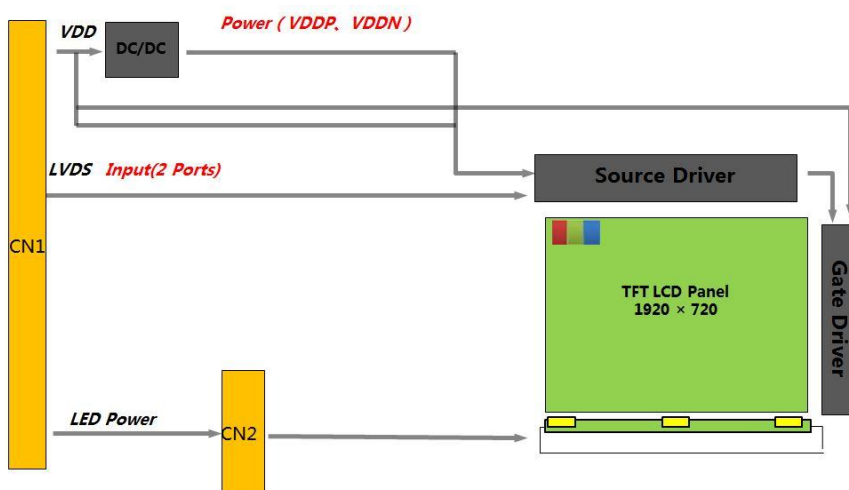 VDD
DC/DC
Power ( VDDP、VDDN )
LVDS Input(2 Ports)
Source Driver
CN1
TFT LCD Panel
1920 × 720
Gate Driver
LED Power
CN2